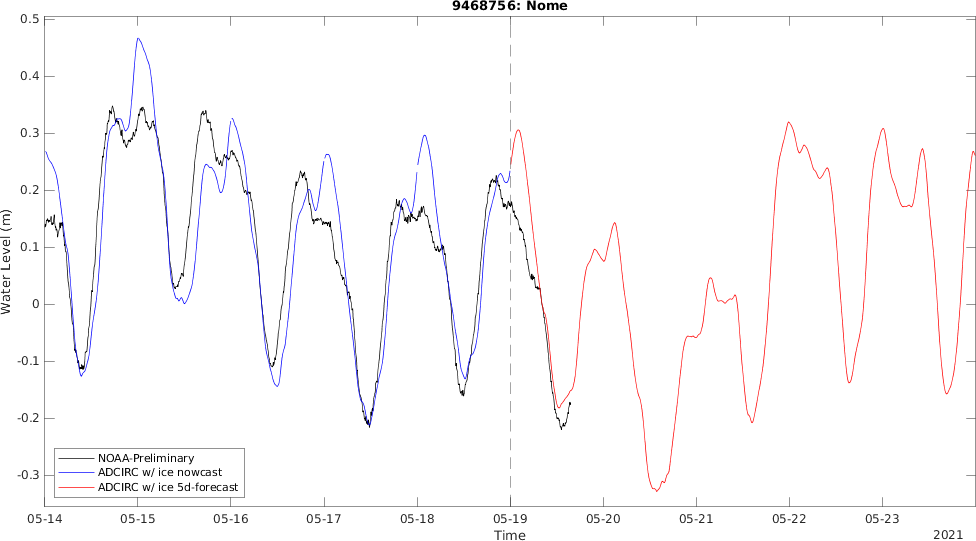 9468756: Nome
0.5
0.4
0.3
0.2
0.1
0
-0.1
-0.2
-0.3
Water Level (m)
NOAA-Preliminary
ADCIRC w/ ice nowcast
ADCIRC w/ ice 5d-forecast
05-14 05-15 05-16 05-17 05-18 05-19 05-20 05-21 05-22 05-23
Time
2021